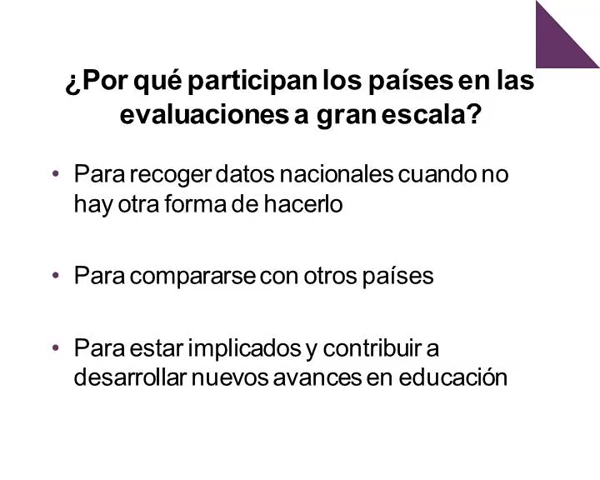 ¿Por qué participan los países en las
evaluaciones a gran escala?
• Para recoger datos nacionales cuando no
hay otra forma de hacerlo
• Para compararse con otros países
• Para estar implicados y contribuir a
desarrollar nuevos avances en educación